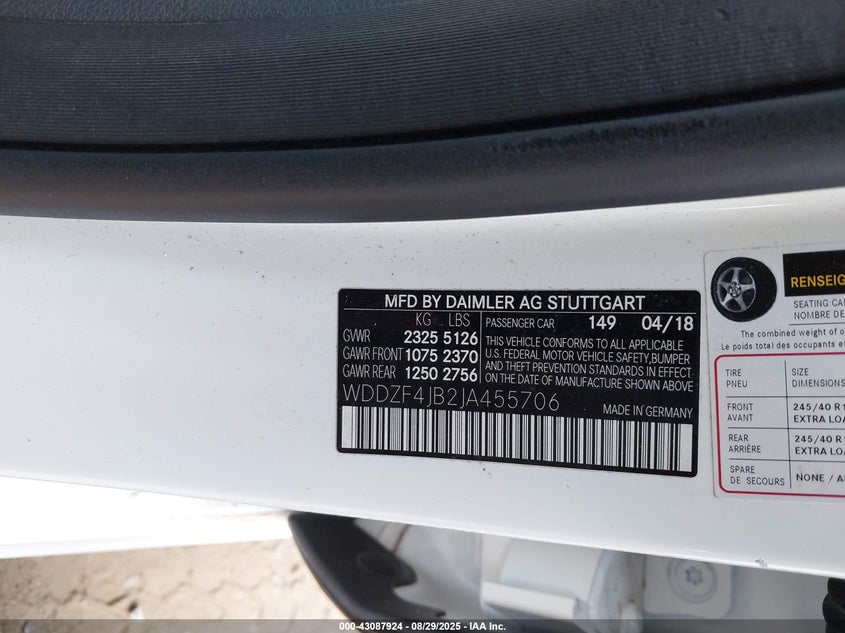 MFD BY DAIMLER AG STUTTGART
KG LBS
GVWR 2325 5126
GAWR FRONT 1075 2370
GAWR REAR 1250 2756
PASSENGER CAR 149 04/18
THIS VEHICLE CONFORMS TO ALL APPLICABLE
U.S. FEDERAL MOTOR VEHICLE SAFETY,BUMPER
AND THEFT PREVENTION STANDARDS IN EFFECT
ON THE DATE OF MANUFACTURE SHOWN ABOVE
WDDZF4JB2JA455706
MADE IN GERMANY
SEATING
NOMBRE DE
The combined weight of
Le poids total des occupants et
TIRE SIZE
PNEU DIMENSIONS
FRONT 245/40
AVANT EXTRA
REAR 245/40
ARRIÈRE EXTRA
SPARE
DE SECOURS NONE /
000-43087924 - 08/29/2025 - IAA Inc.